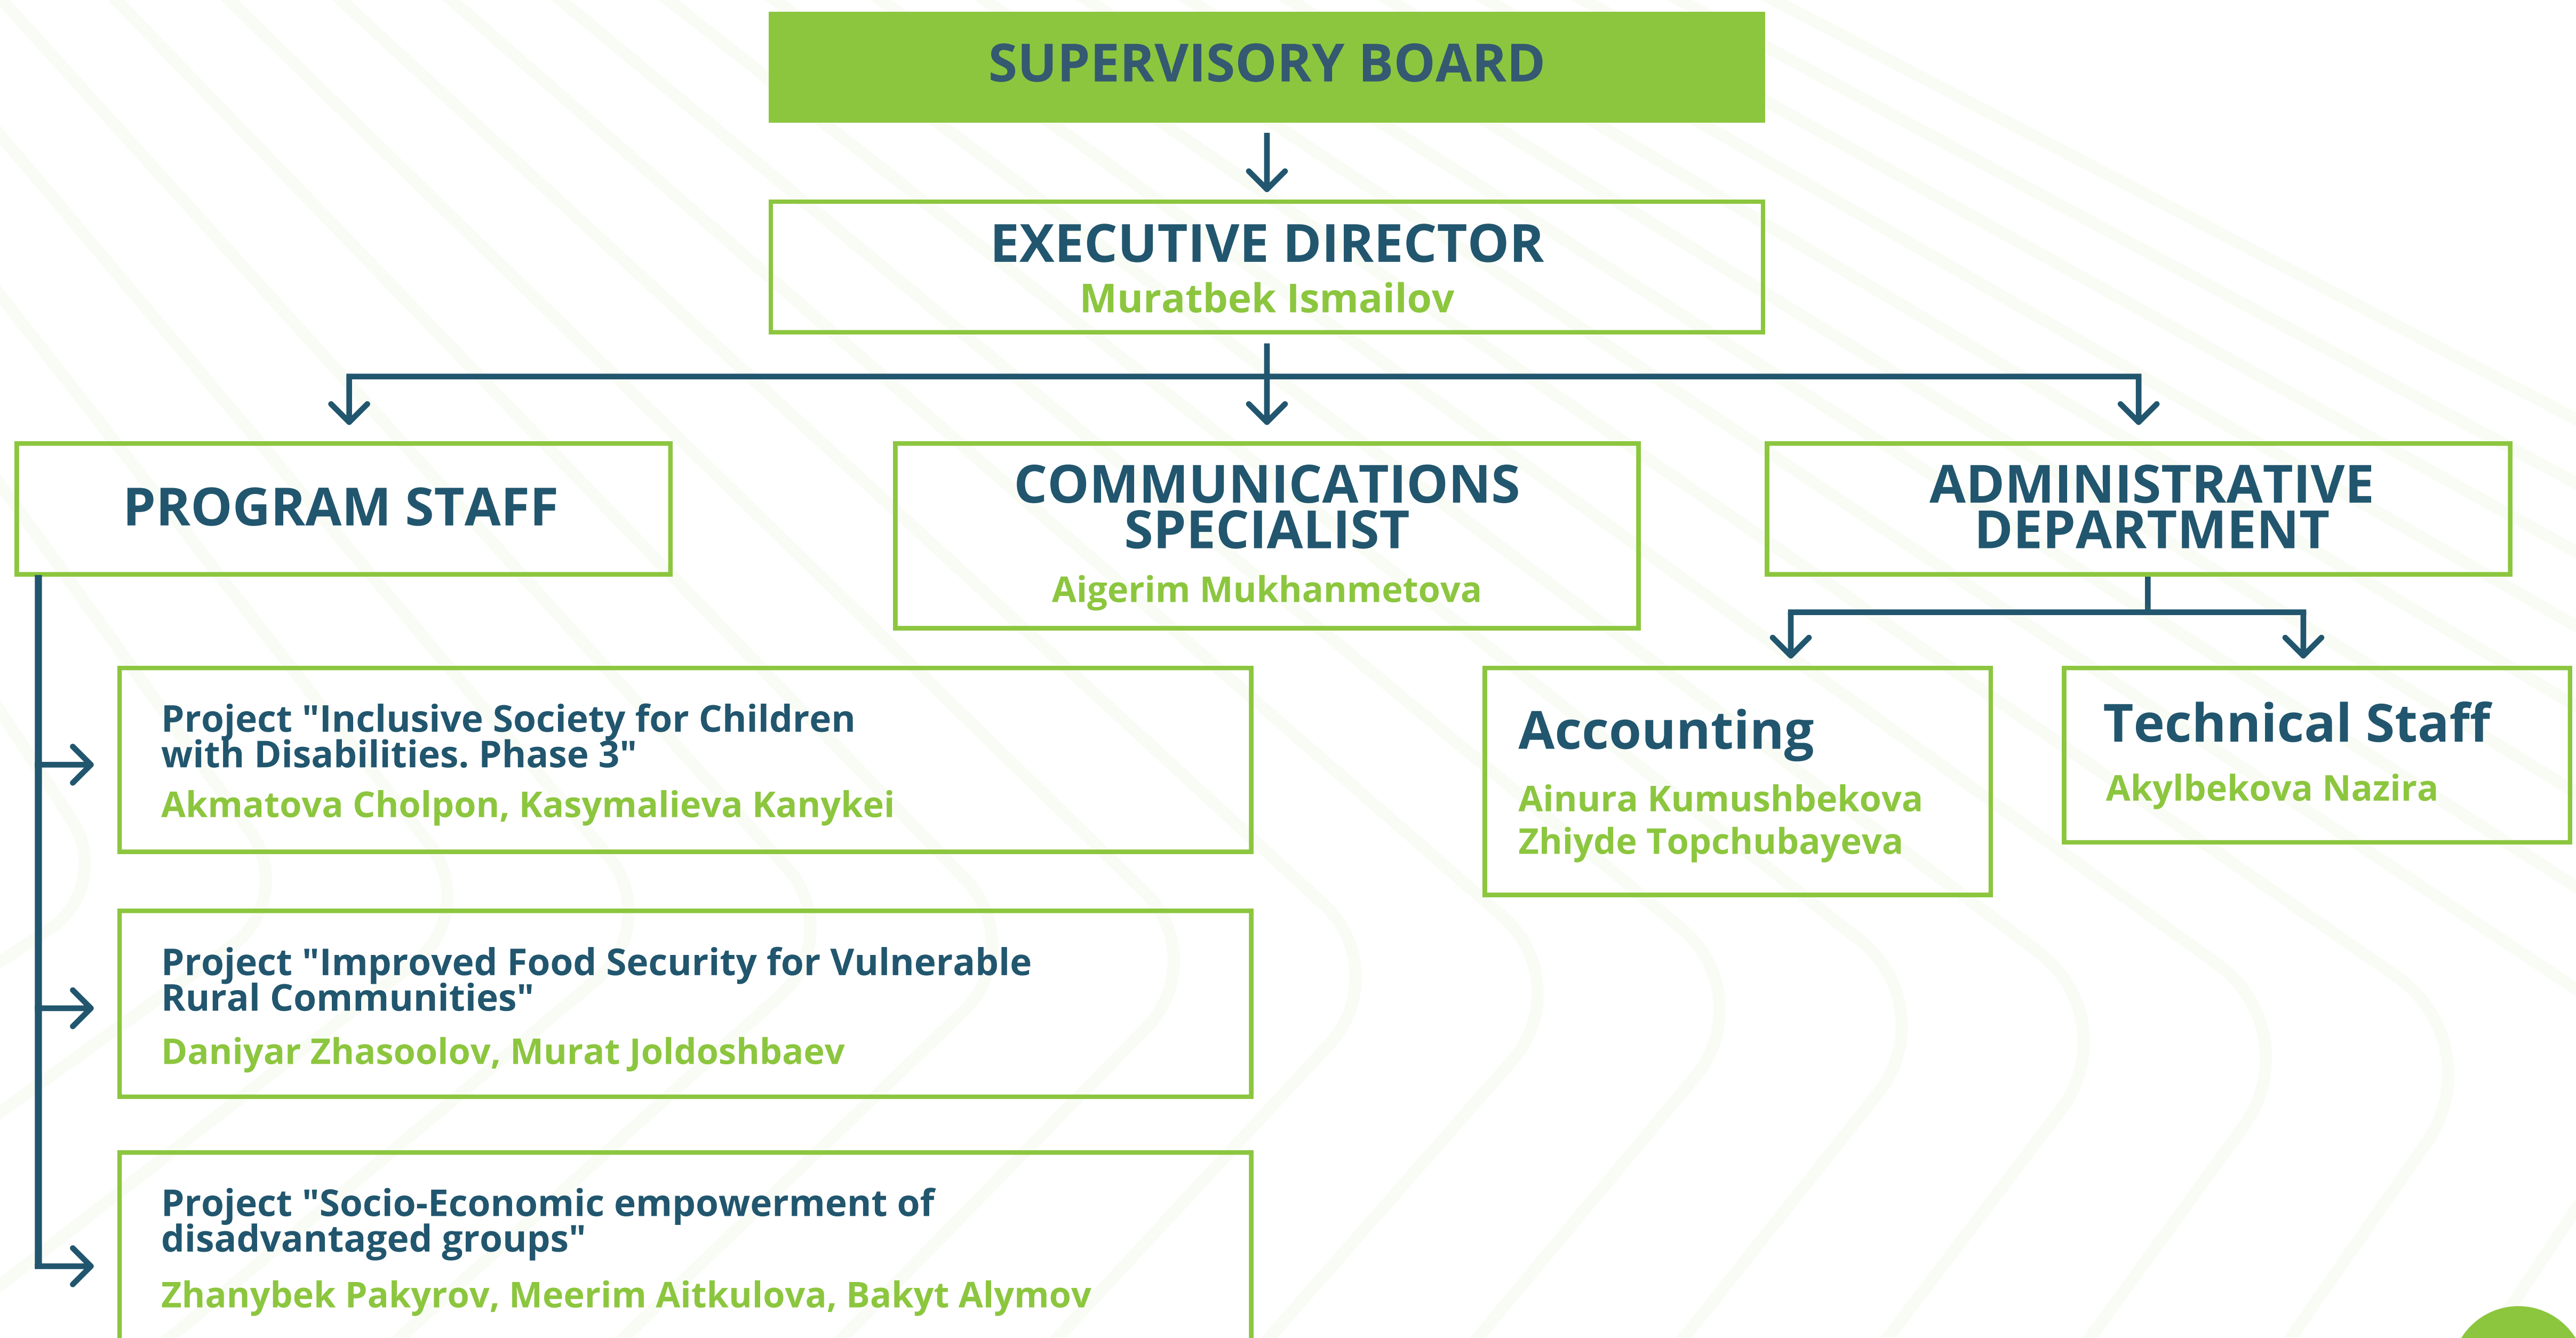 SUPERVISORY BOARD
EXECUTIVE DIRECTOR
Muratbek Ismailov
PROGRAM STAFF
COMMUNICATIONS
SPECIALIST
Aigerim Mukhanmetova
ADMINISTRATIVE
DEPARTMENT
Project "Inclusive Society for Children
with Disabilities. Phase 3"
Akmatova Cholpon, Kasymalieva Kanykei
Project "Improved Food Security for Vulnerable
Rural Communities"
Daniyar Zhasoolov, Murat Joldoshbaev
Project "Socio-Economic empowerment of
disadvantaged groups"
Zhanybek Pakyrov, Meerim Aitkulova, Bakyt Alymov
Accounting
Ainura Kumushbekova
Zhiyde Topchubayeva
Technical Staff
Akylbekova Nazira